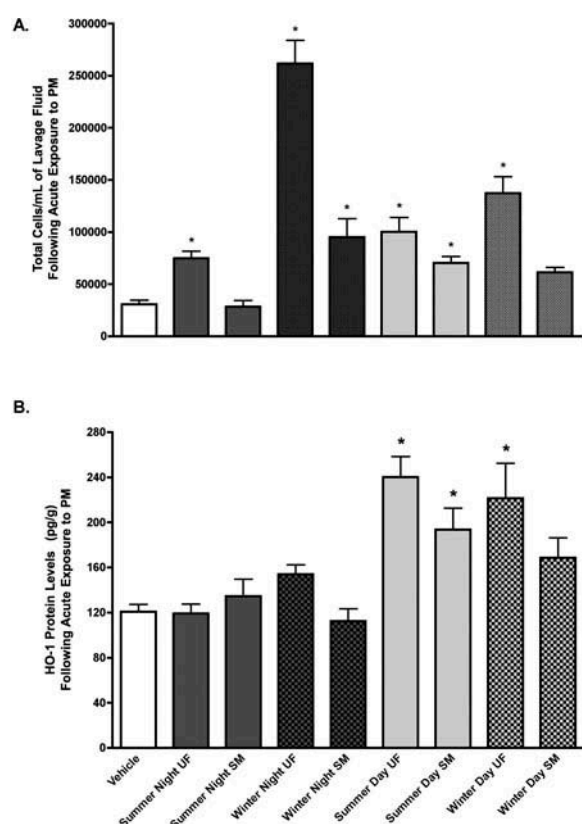 A.
Total Cells/mL of Lavage Fluid
Following Acute Exposure to PM
300000
250000
200000
150000
100000
50000
0
*
*
*
*
*
*
B.
HO-1 Protein Levels (pg/g)
Following Acute Exposure to PM
280
240
200
160
120
80
40
0
*
*
*
Vehicle
Summer Night UF
Summer Night SM
Winter Night UF
Winter Night SM
Summer Day UF
Summer Day SM
Winter Day UF
Winter Day SM